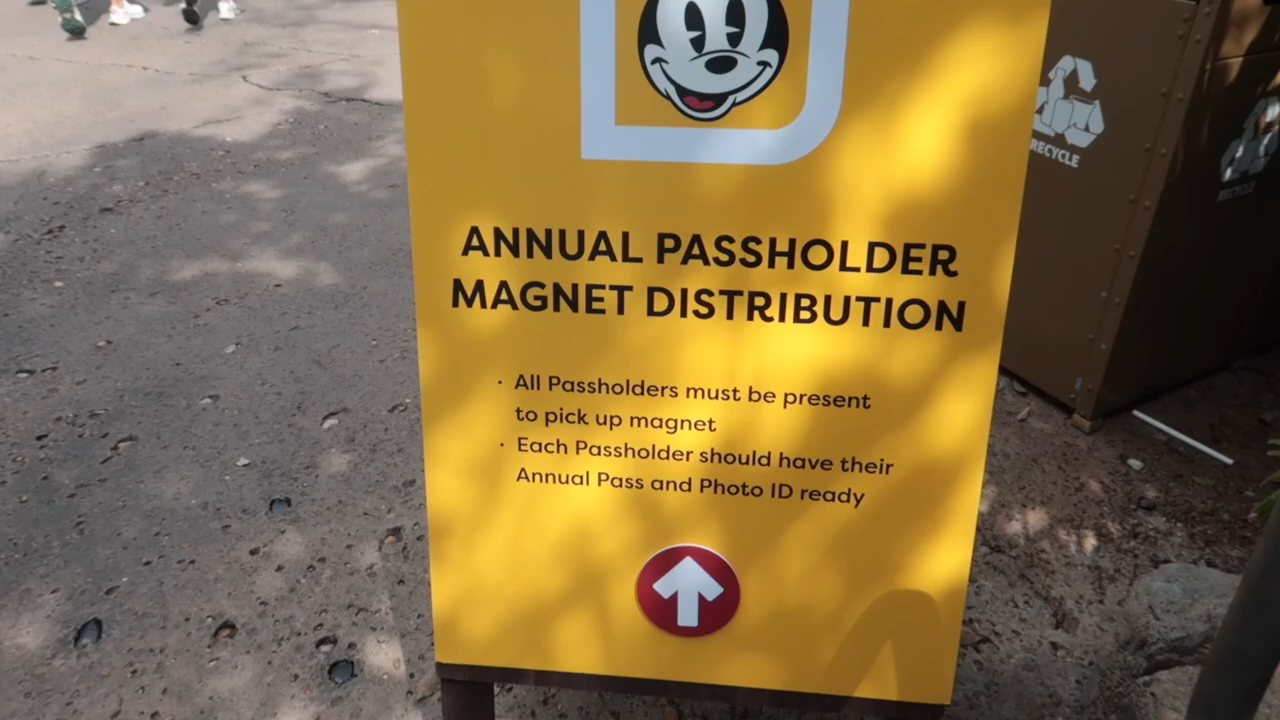 ANNUAL PASSHOLDER
MAGNET DISTRIBUTION
· All Passholders must be present
to pick up magnet
· Each Passholder should have their
Annual Pass and Photo ID ready
RECYCLE
RECYCLE